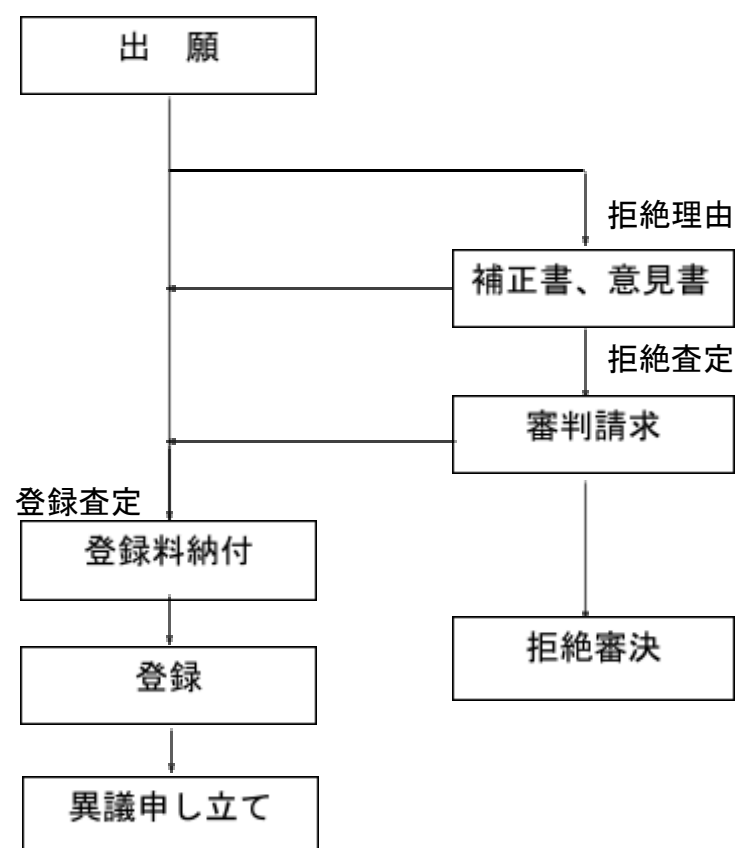 出　願
拒絶理由
補正書、意見書
拒絶査定
審判請求
登録査定
登録料納付
拒絶審決
登録
異議申し立て